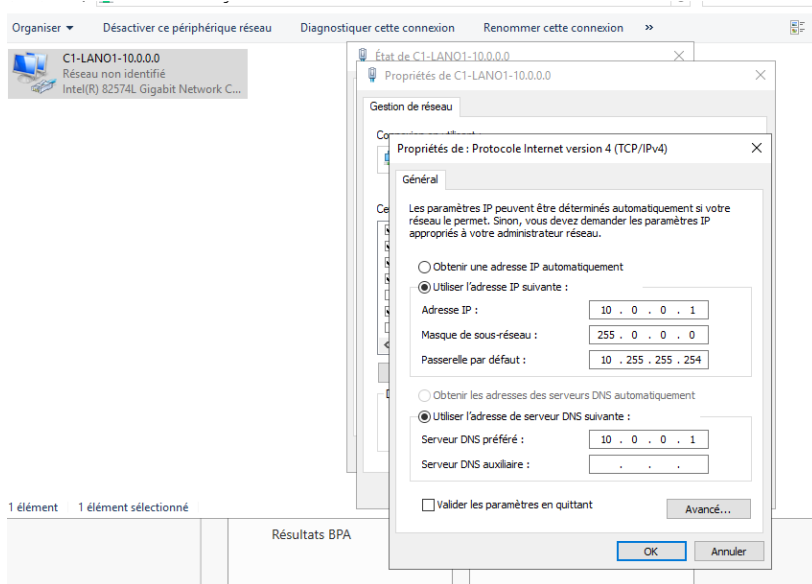 Organiser Désactiver ce périphérique réseau Diagnostiquer cette connexion Renommer cette connexion »
C1-LANO1-10.0.0.0
Réseau non identifié
Intel(R) 82574L Gigabit Network C...
État de C1-LANO1-10.0.0.0
Propriétés de C1-LANO1-10.0.0.0
Gestion de réseau
Propriétés de : Protocole Internet version 4 (TCP/IPv4)
Général
Les paramètres IP peuvent être déterminés automatiquement si votre
réseau le permet. Sinon, vous devez demander les paramètres IP
appropriés à votre administrateur réseau.
Obtenir une adresse IP automatiquement
Utiliser l'adresse IP suivante :
Adresse IP : 10 . 0 . 0 . 1
Masque de sous-réseau : 255 . 0 . 0 . 0
Passerelle par défaut : 10 . 255 . 255 . 254
Obtenir les adresses des serveurs DNS automatiquement
Utiliser l'adresse de serveur DNS suivante :
Serveur DNS préféré : 10 . 0 . 0 . 1
Serveur DNS auxiliaire : . . .
Valider les paramètres en quittant
Avancé...
OK Annuler
1 élément 1 élément sélectionné
Résultats BPA